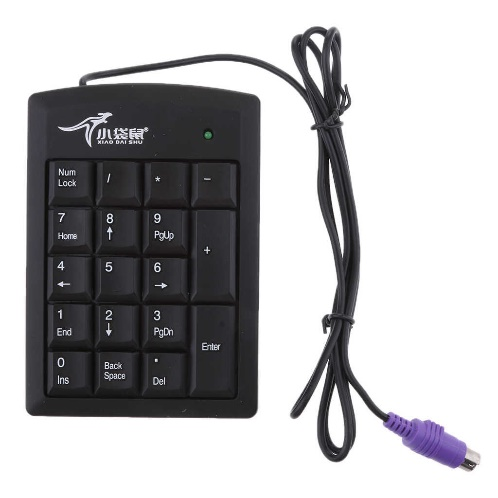 小袋鼠®
XIAO DAI SHU
Num
Lock
/
*
−
7
Home
8
↑
9
PgUp
+
4
←
5
6
→
1
End
2
↓
3
PgDn
Enter
0
Ins
Back
Space
.
Del